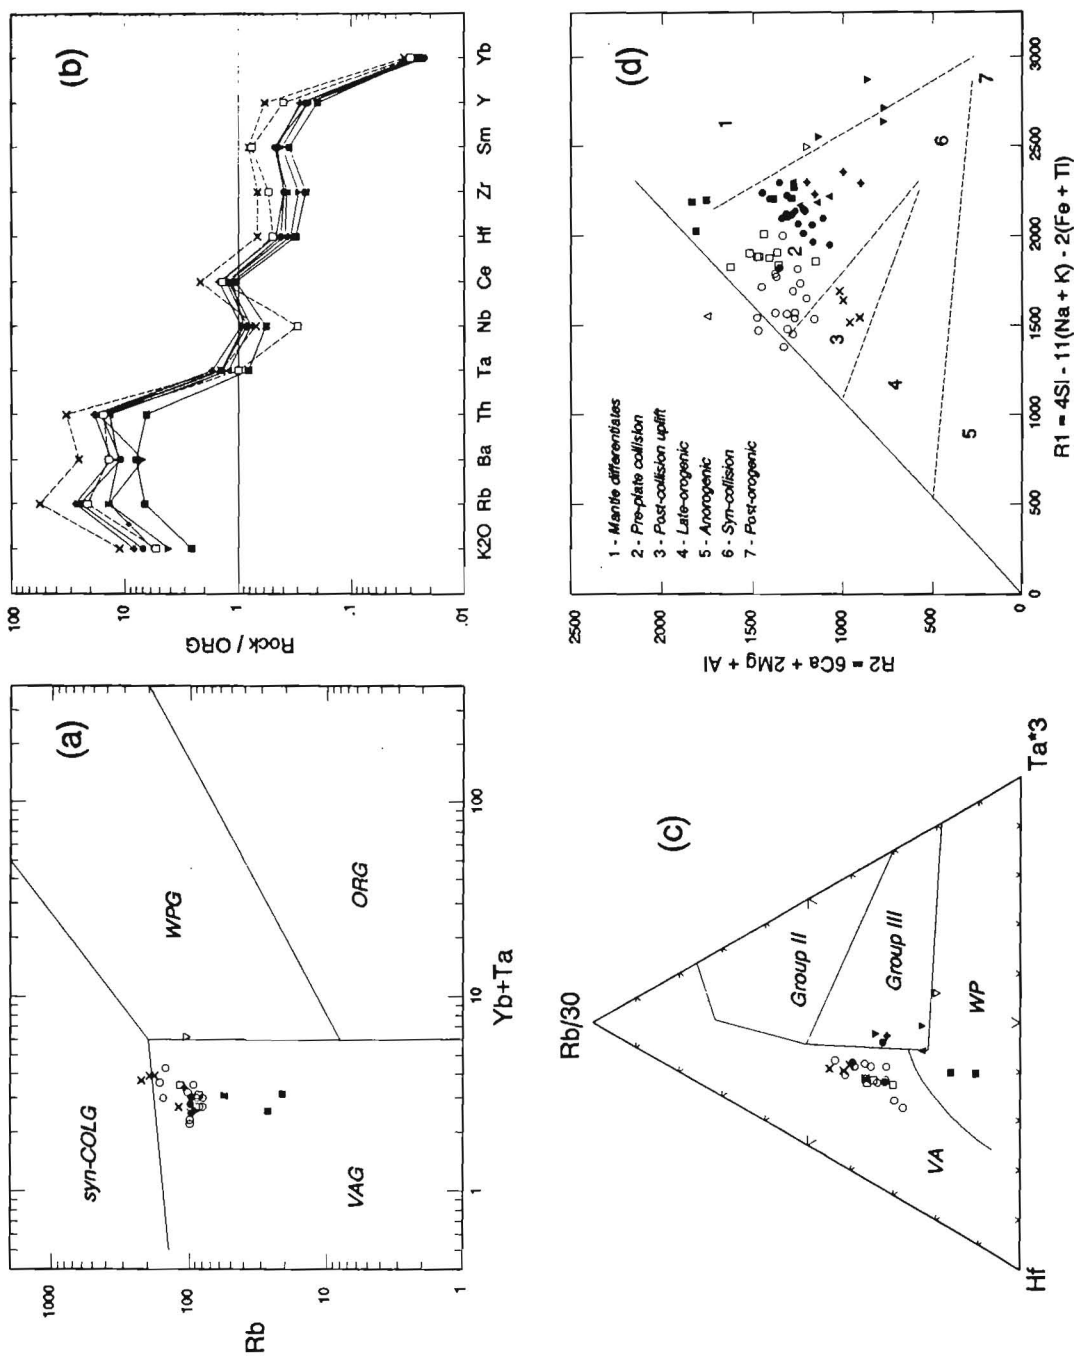 (a)
1000
100
10
1
Rb
syn-COLG
WPG
VAG
ORG
1
10
100
Yb+Ta
(b)
100
10
1
.1
.01
Rock / ORG
K2O Rb Ba Th Ta Nb Ce Hf Zr Sm Y Yb
(c)
Rb/30
Hf
Ta*3
Group II
Group III
VA
WP
(d)
2500
2000
1500
1000
500
0
R2 = 6Ca + 2Mg + Al
1 - Mantle differentiates
2 - Pre-plate collision
3 - Post-collision uplift
4 - Late-orogenic
5 - Anorogenic
6 - Syn-collision
7 - Post-orogenic
1
2
3
4
5
6
7
0 500 1000 1500 2000 2500 3000
R1 = 4Si - 11(Na + K) - 2(Fe + Ti)